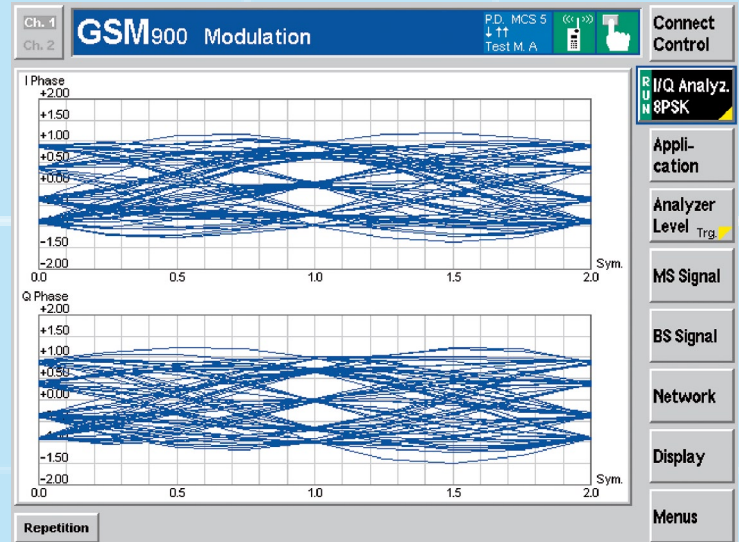 Ch. 1
Ch. 2
GSM900 Modulation
P.D. MCS 5
↓ ↑↑
Test M. A
Connect
Control
RUN
I/Q Analyz.
8PSK
Appli-
cation
Analyzer
Level Trg.
MS Signal
BS Signal
Network
Display
Menus
I Phase
+2.00
+1.50
+1.00
+0.50
+0.00
-1.50
-2.00
0.0 0.5 1.0 1.5 2.0
Sym.
Q Phase
+2.00
+1.50
+1.00
+0.50
+0.00
-1.50
-2.00
0.0 0.5 1.0 1.5 2.0
Sym.
Repetition